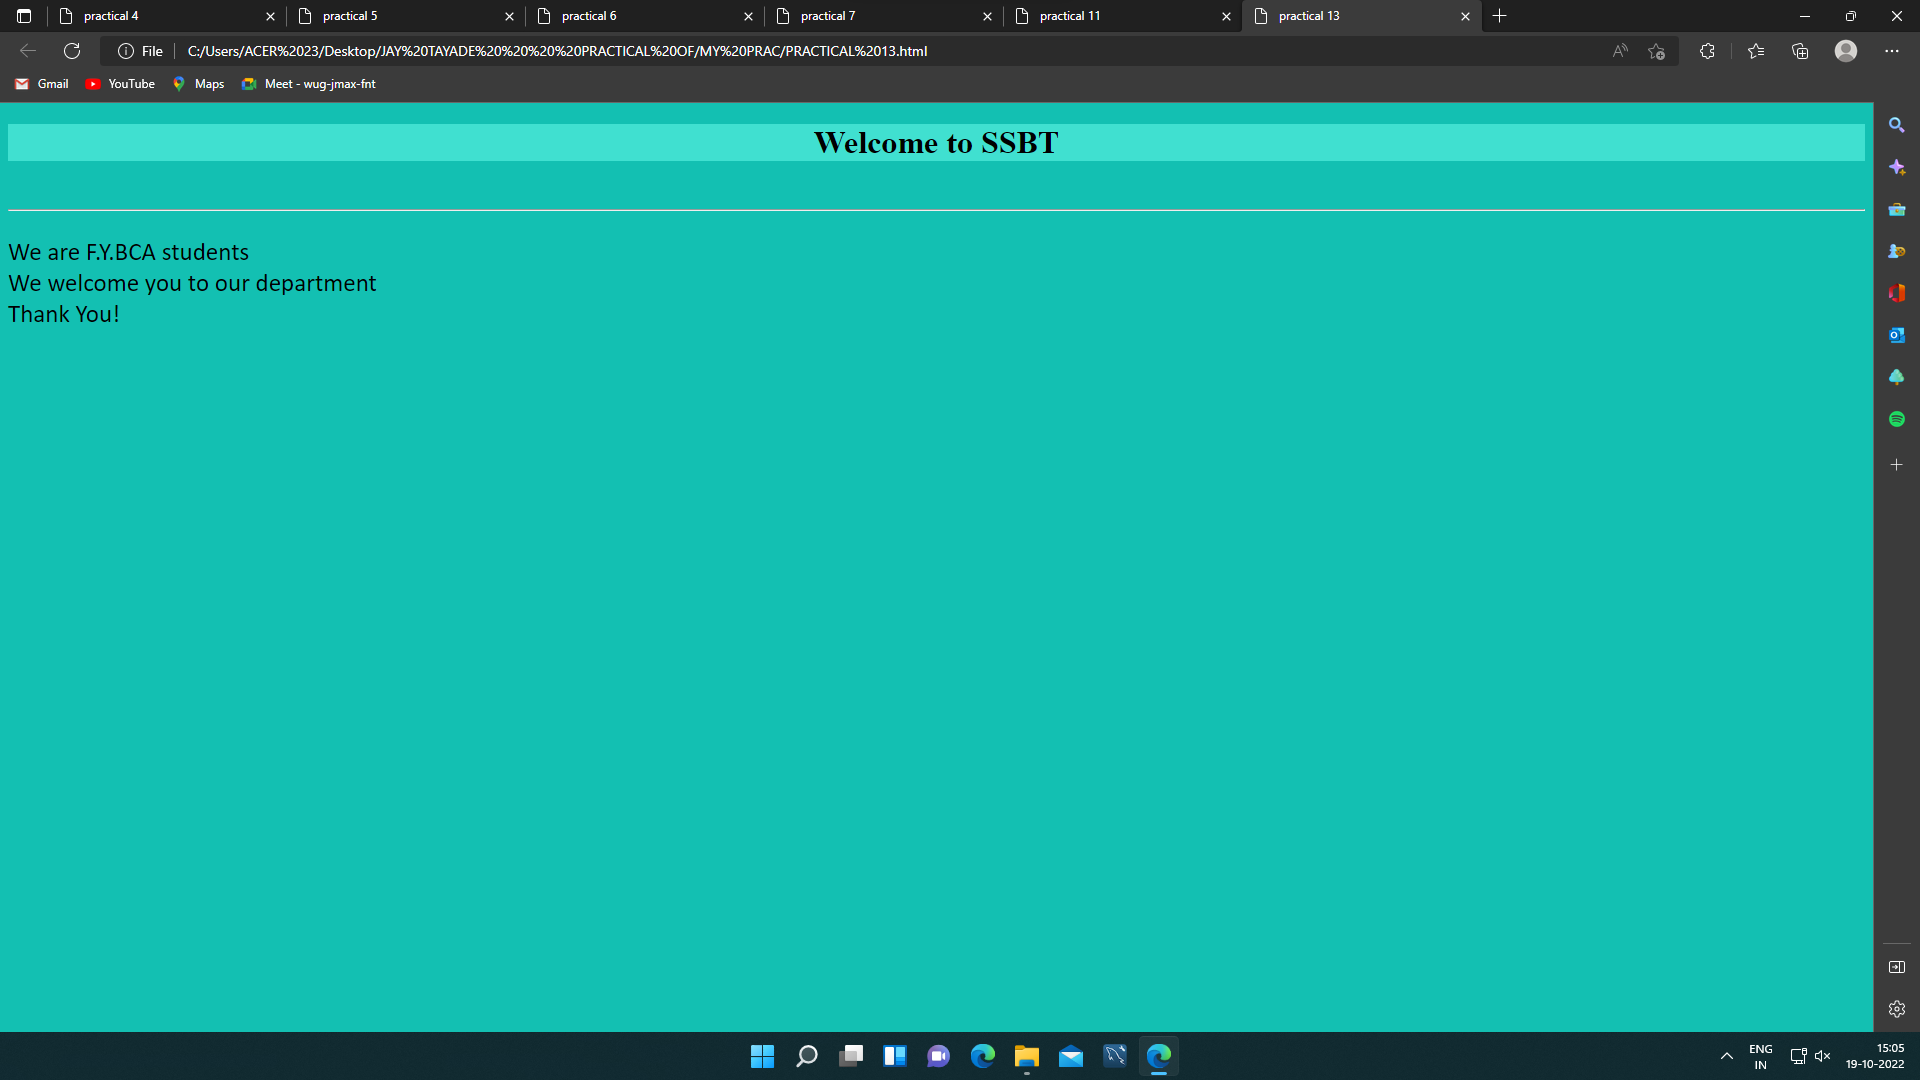 practical 4
practical 5
practical 6
practical 7
practical 11
practical 13
File
C:/Users/ACER%2023/Desktop/JAY%20TAYADE%20%20%20%20PRACTICAL%20OF/MY%20PRAC/PRACTICAL%2013.html
Gmail
YouTube
Maps
Meet - wug-jmax-fnt
Welcome to SSBT
We are F.Y.BCA students
We welcome you to our department
Thank You!
ENG
IN
15:05
19-10-2022